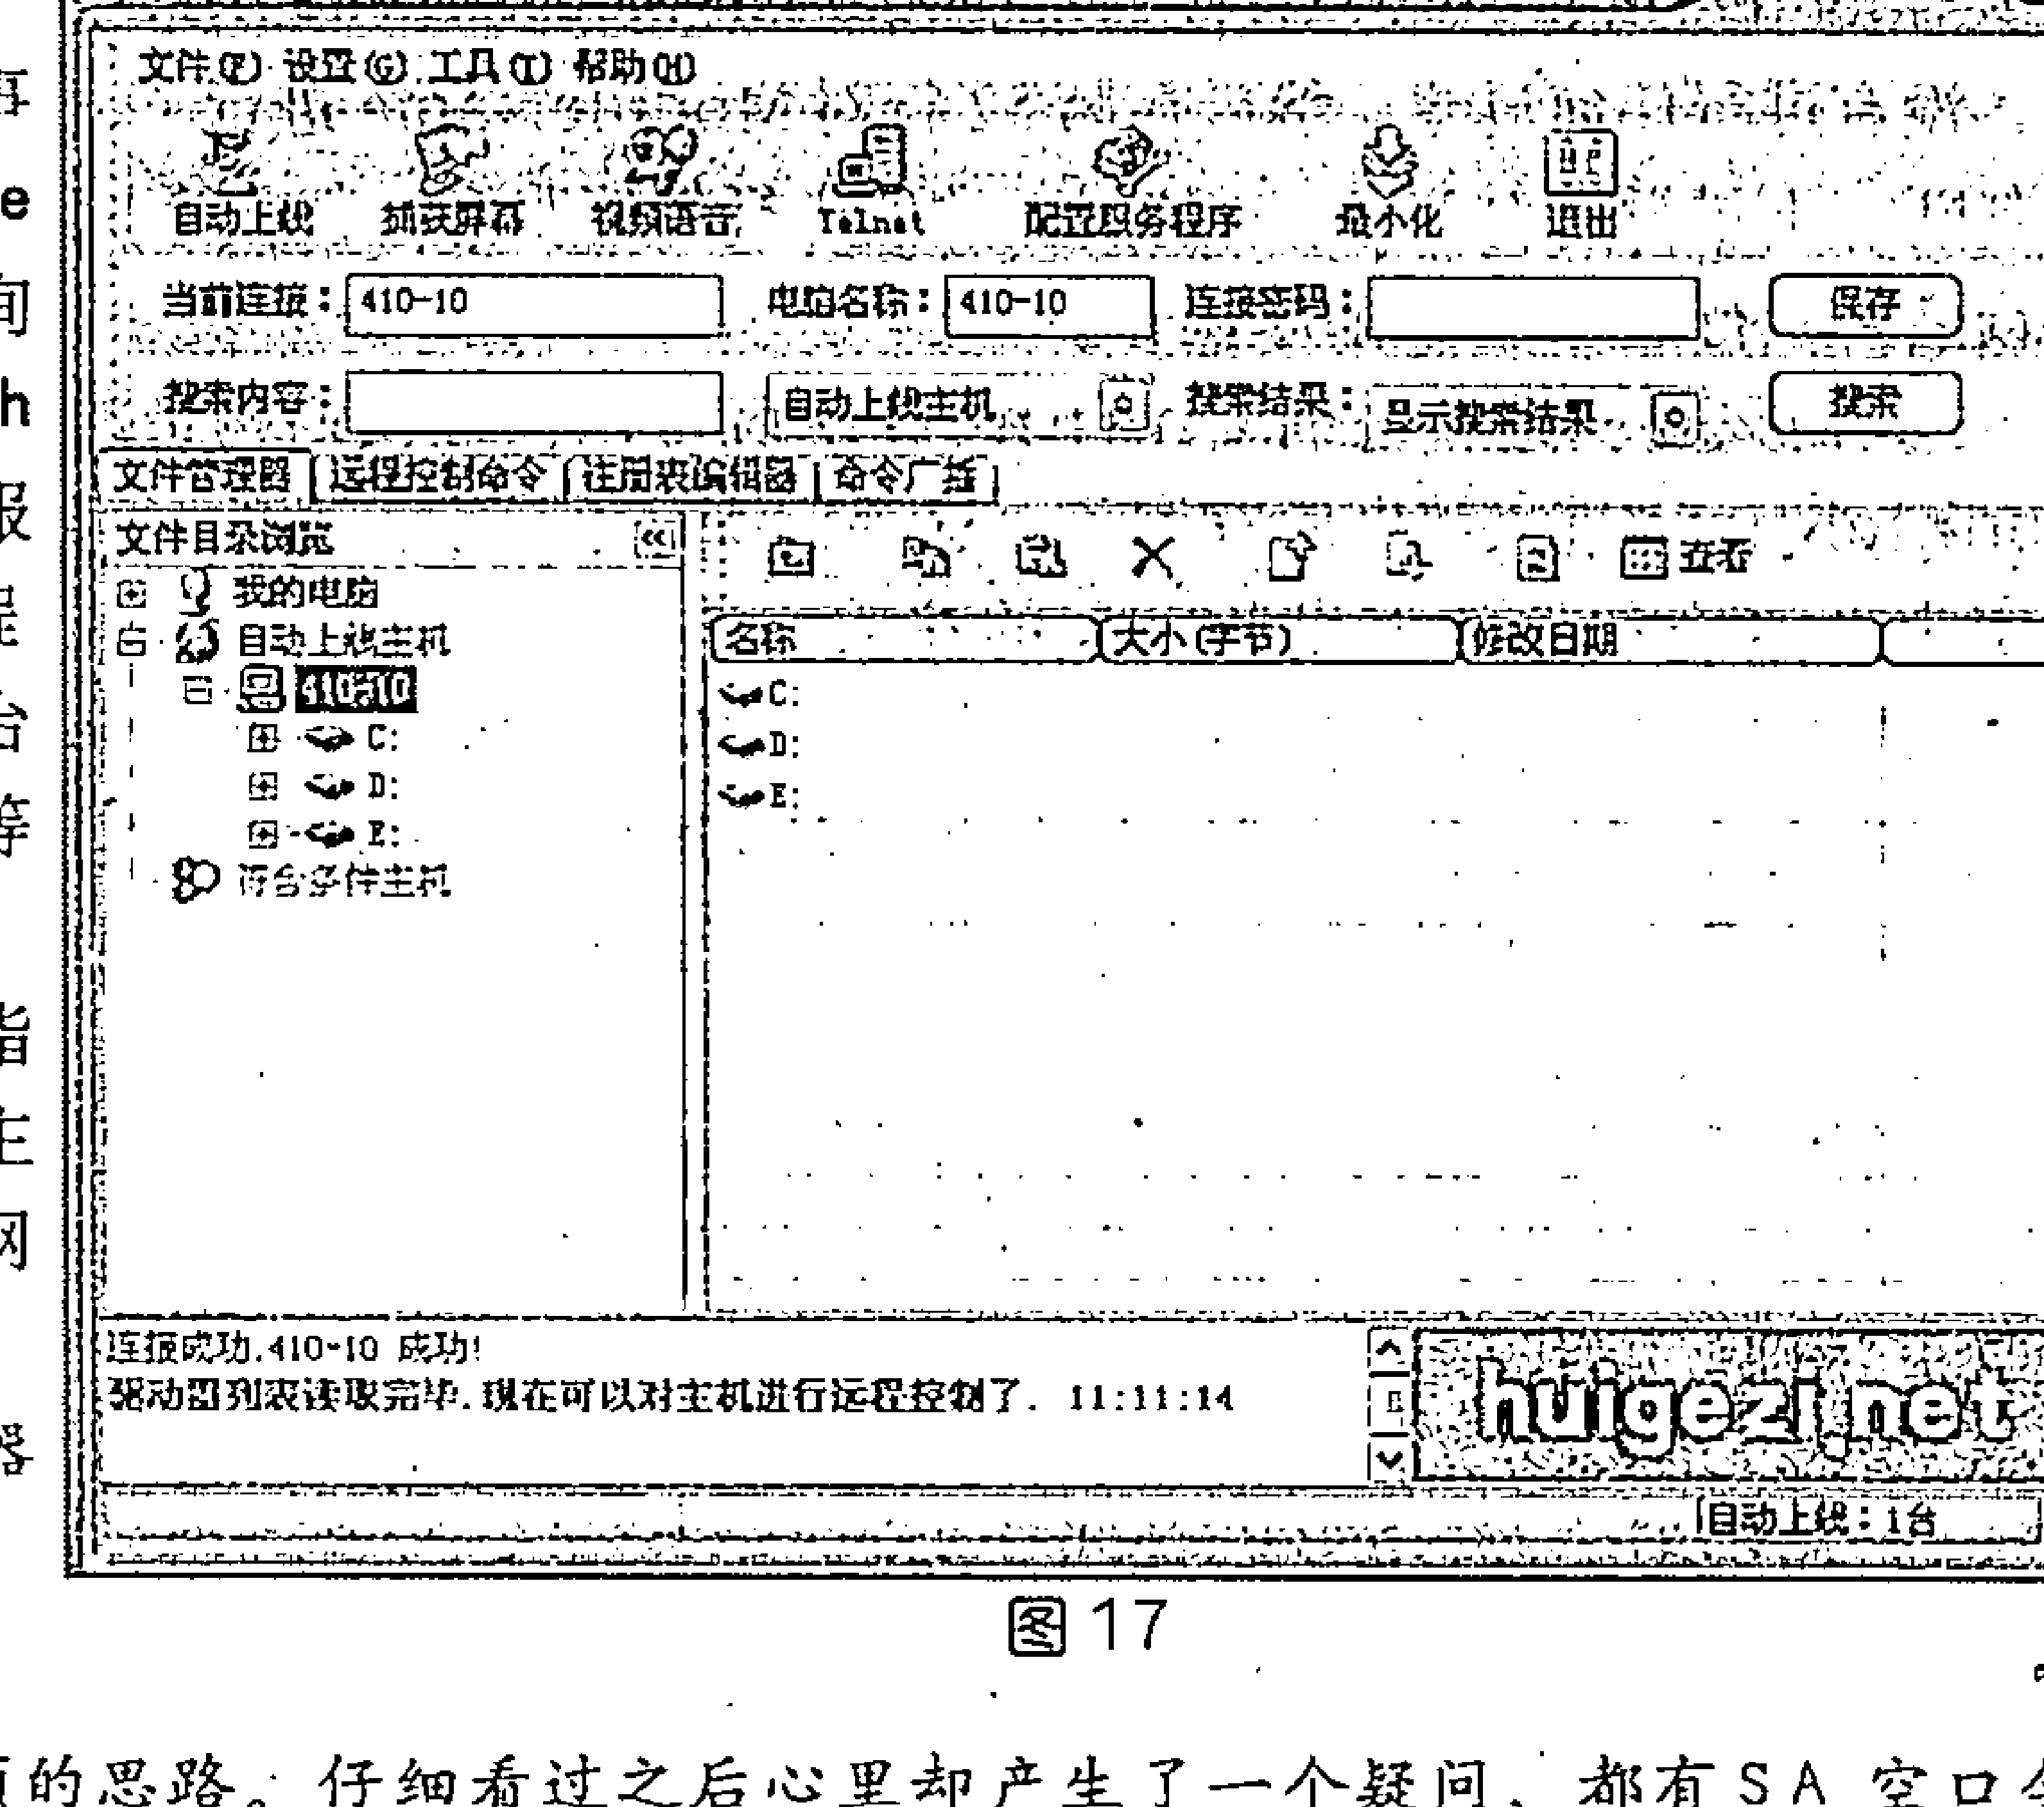 文件(F) 设置(G) 工具(T) 帮助(H)
自动上线 捕获屏幕 视频语音 Telnet 配置服务程序 最小化 退出
当前连接: 410-10 电脑名称: 410-10 连接密码: 保存
搜索内容: 自动上线主机 搜索结果: 显示搜索结果 搜索
文件管理器 远程控制命令 注册表编辑器 命令广播
文件目录浏览
查看
我的电脑
自动上线主机
410-10
C:
D:
E:
符合条件主机
名称 大小(字节) 修改日期
C:
D:
E:
连接成功.410-10 成功!
驱动器列表读取完毕.现在可以对主机进行远程控制了. 11:11:14
huigezi.net
自动上线:1台
图17
的思路。仔细看过之后心里却产生了一个疑问，都有SA 空口
e
h